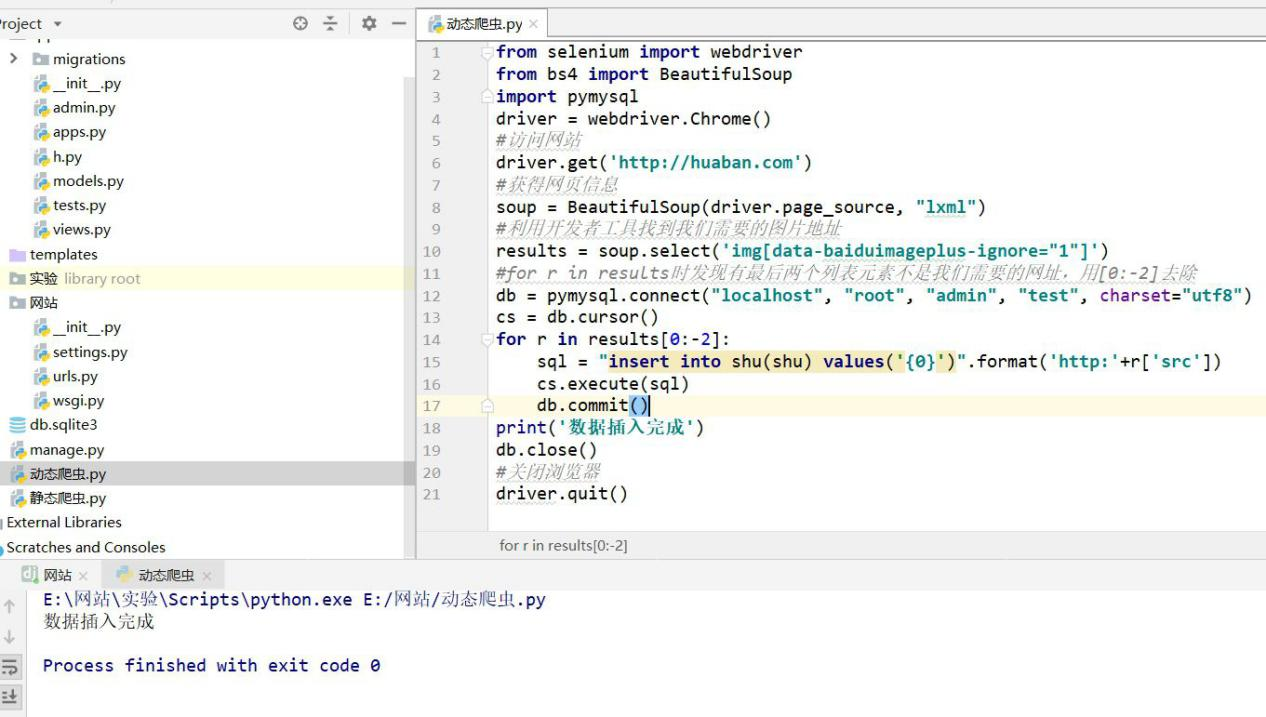 Project
migrations
__init__.py
admin.py
apps.py
h.py
models.py
tests.py
views.py
templates
实验 library root
网站
__init__.py
settings.py
urls.py
wsgi.py
db.sqlite3
manage.py
动态爬虫.py
静态爬虫.py
External Libraries
Scratches and Consoles
动态爬虫.py
1 from selenium import webdriver
2 from bs4 import BeautifulSoup
3 import pymysql
4 driver = webdriver.Chrome()
5 #访问网站
6 driver.get('http://huaban.com')
7 #获得网页信息
8 soup = BeautifulSoup(driver.page_source, "lxml")
9 #利用开发者工具找到我们需要的图片地址
10 results = soup.select('img[data-baiduimageplus-ignore="1"]')
11 #for r in results时发现有最后两个列表元素不是我们需要的网址，用[0:-2]去除
12 db = pymysql.connect("localhost", "root", "admin", "test", charset="utf8")
13 cs = db.cursor()
14 for r in results[0:-2]:
15 sql = "insert into shu(shu) values('{0}')".format('http:'+r['src'])
16 cs.execute(sql)
17 db.commit()
18 print('数据插入完成')
19 db.close()
20 #关闭浏览器
21 driver.quit()
for r in results[0:-2]
网站 动态爬虫
E:\网站\实验\Scripts\python.exe E:/网站/动态爬虫.py
数据插入完成
Process finished with exit code 0